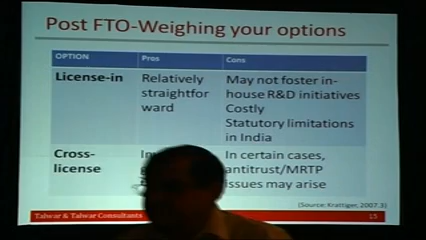 Post FTO-Weighing your options
OPTION Pros Cons
License-in Relatively May not foster in-
straightfor house R&D initiatives
ward Costly
Statutory limitations
in India
Cross- In certain cases,
license antitrust/MRTP
issues may arise
(Source: Krattiger, 2007.3)
Talwar & Talwar Consultants 15